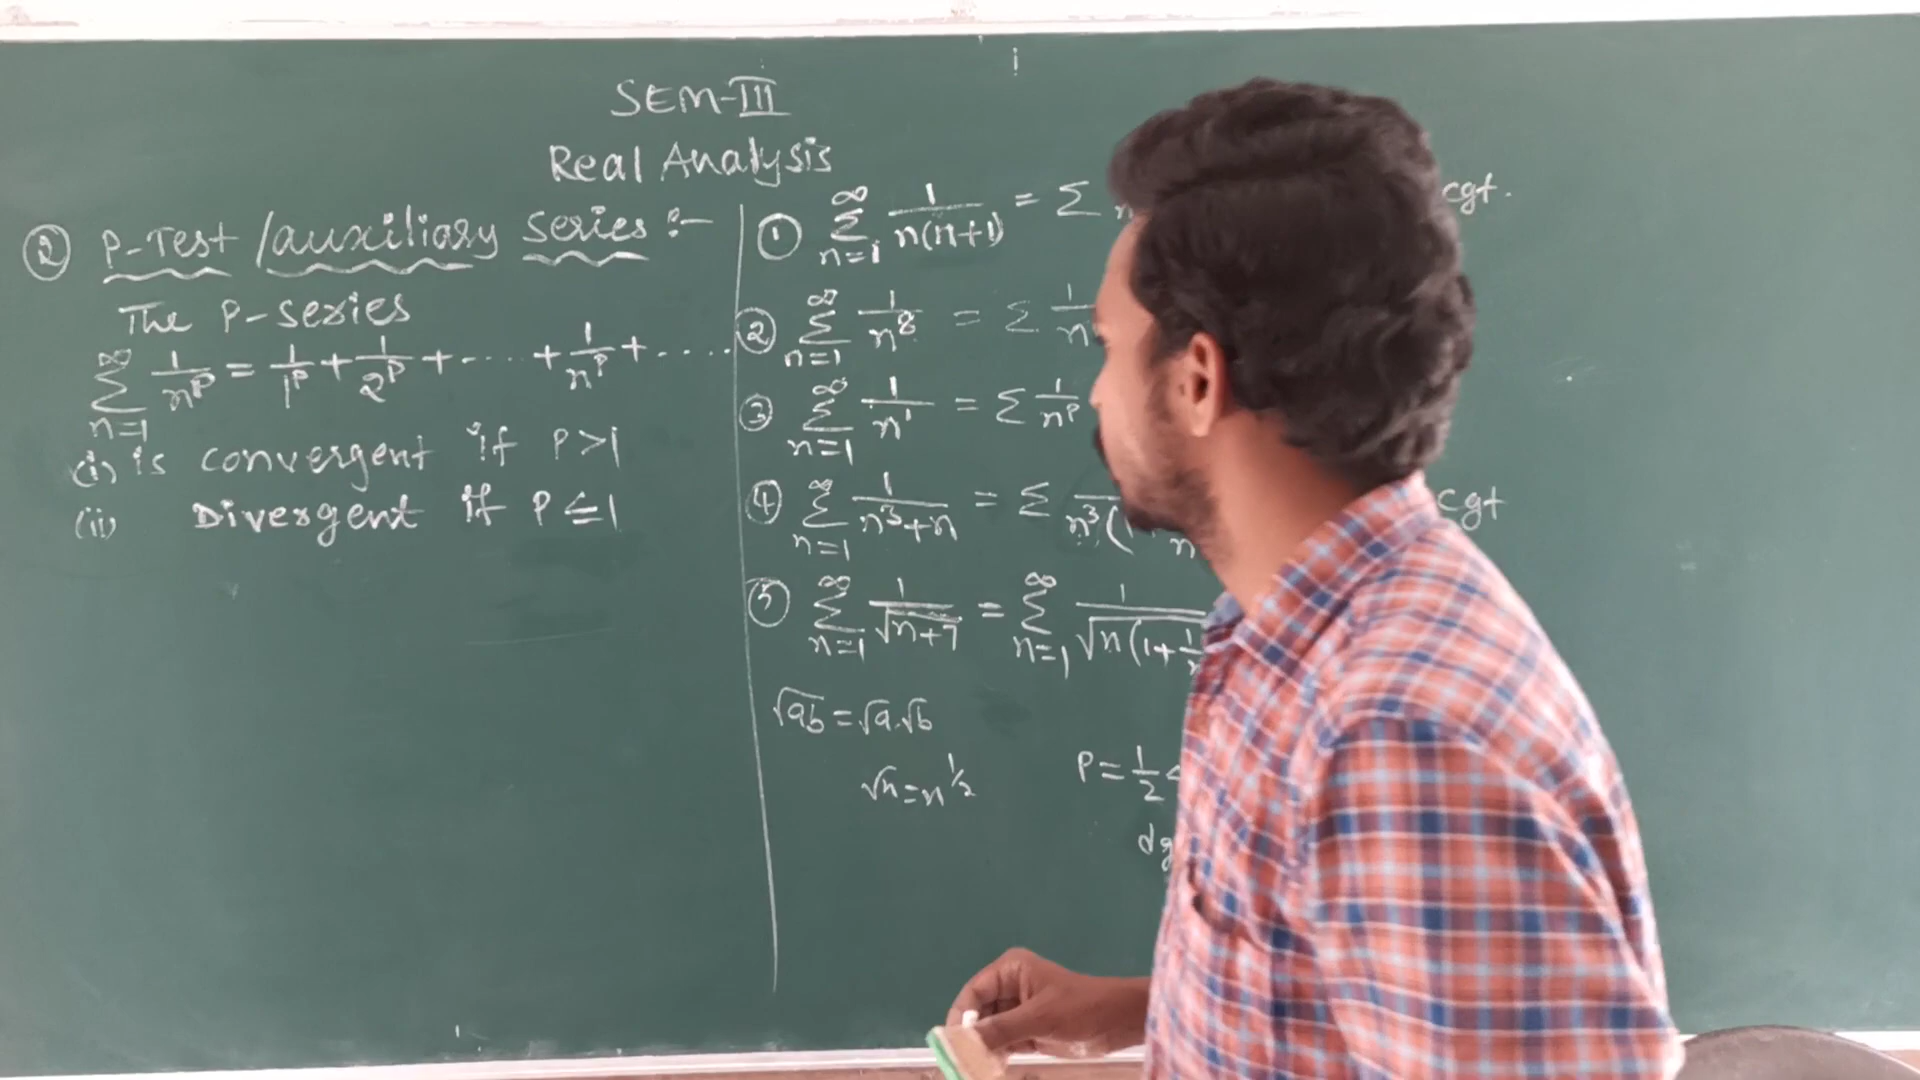 SEM-III
Real Analysis
② P-Test /auxiliary series :-
The P-series
∞∑n=1 1/n^P = 1/1^P + 1/2^P + ---- + 1/n^P + ----
(i) is convergent if P>1
(ii) Divergent if P≤1
① ∞∑n=1 1/n(n+1) = ∑ cgt.
② ∞∑n=1 1/n^8 = ∑ 1/n
③ ∞∑n=1 1/n^1 = ∑ 1/n^P
④ ∞∑n=1 1/n^3+n = ∑ n^3( n cgt
⑤ ∞∑n=1 1/√n+7 = ∞∑n=1 1/√n(1+1/
√ab = √a.√b
√n = n^1/2
P = 1/2 <